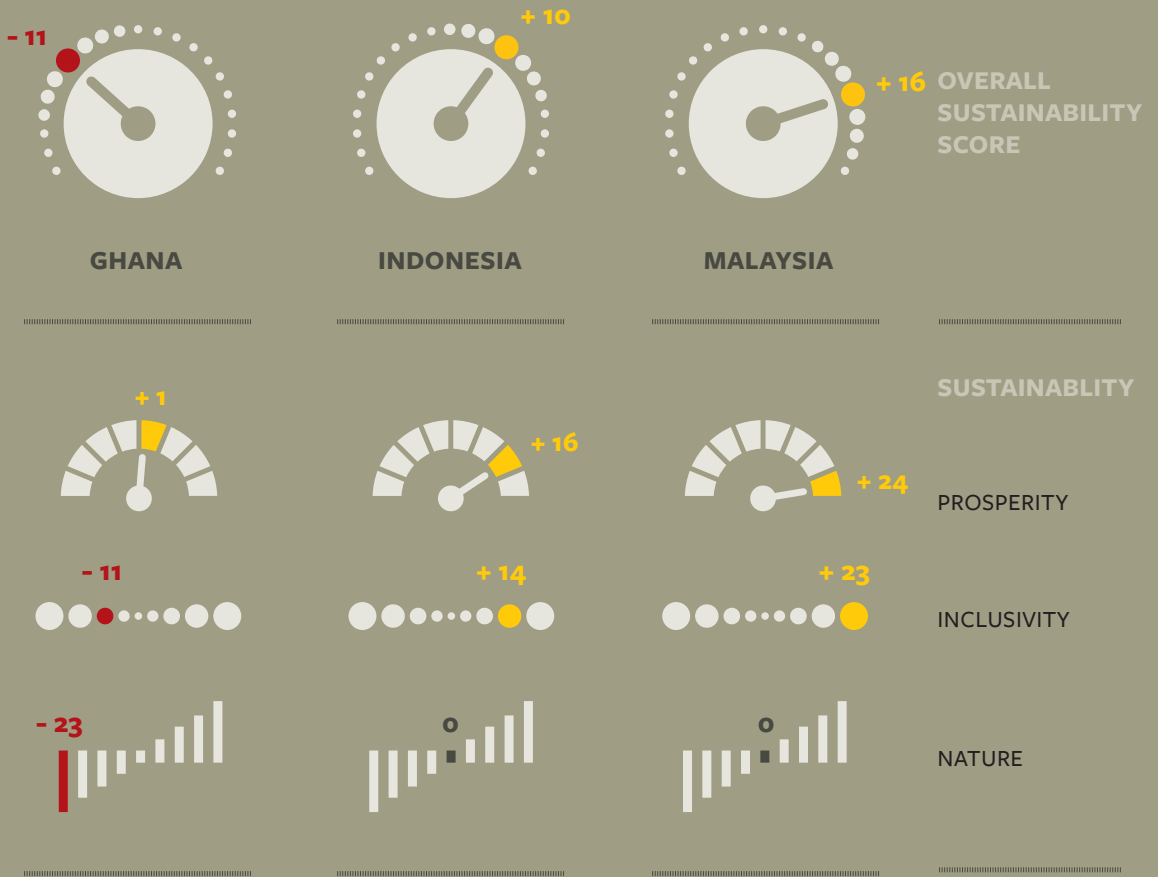 - 11
+ 10
+ 16
OVERALL
SUSTAINABILITY
SCORE
GHANA
INDONESIA
MALAYSIA
SUSTAINABLITY
+ 1
+ 16
+ 24
PROSPERITY
- 11
+ 14
+ 23
INCLUSIVITY
- 23
0
0
NATURE